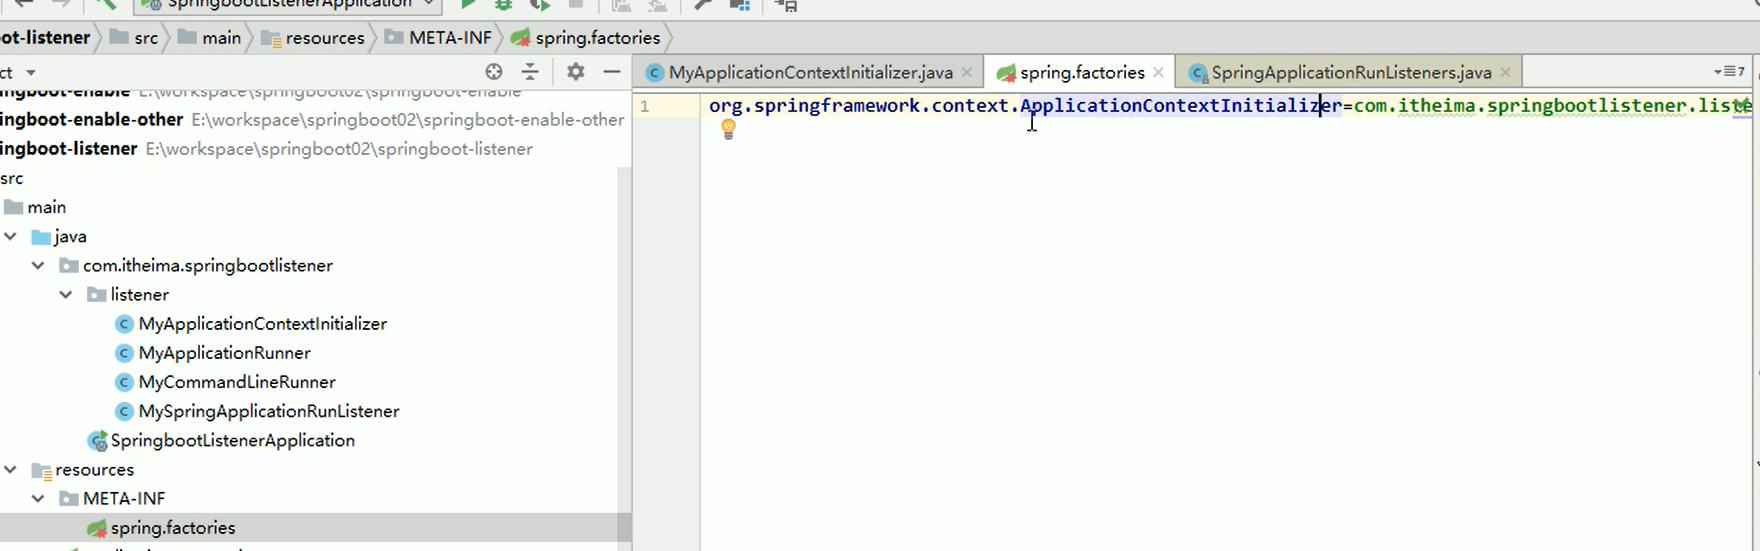 SpringbootListenerApplication
oot-listener src main resources META-INF spring.factories
ct
MyApplicationContextInitializer.java spring.factories SpringApplicationRunListeners.java 7
ingboot-enable E:\workspace\springboot02\springboot-enable
ingboot-enable-other E:\workspace\springboot02\springboot-enable-other
ingboot-listener E:\workspace\springboot02\springboot-listener
src
main
java
com.itheima.springbootlistener
listener
MyApplicationContextInitializer
MyApplicationRunner
MyCommandLineRunner
MySpringApplicationRunListener
SpringbootListenerApplication
resources
META-INF
spring.factories
1 org.springframework.context.ApplicationContextInitializer=com.itheima.springbootlistener.liste